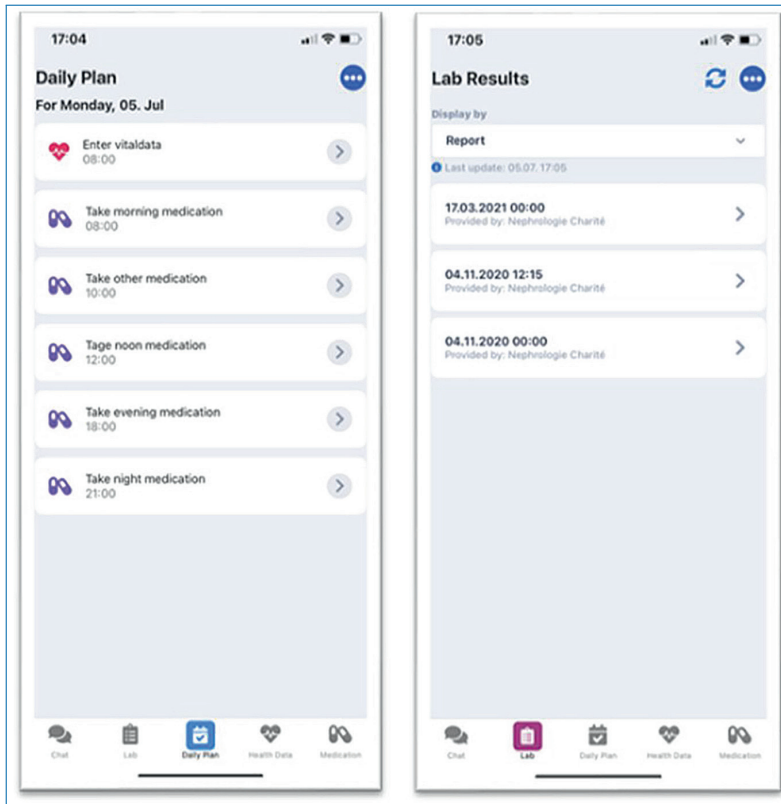 17:04
Daily Plan
For Monday, 05. Jul
Enter vitaldata
08:00
Take morning medication
08:00
Take other medication
10:00
Tage noon medication
12:00
Take evening medication
18:00
Take night medication
21:00
Chat
Lab
Daily Plan
Health Data
Medication
17:05
Lab Results
Display by
Report
Last update: 05.07. 17:05
17.03.2021 00:00
Provided by: Nephrologie Charité
04.11.2020 12:15
Provided by: Nephrologie Charité
04.11.2020 00:00
Provided by: Nephrologie Charité
Chat
Lab
Daily Plan
Health Data
Medication